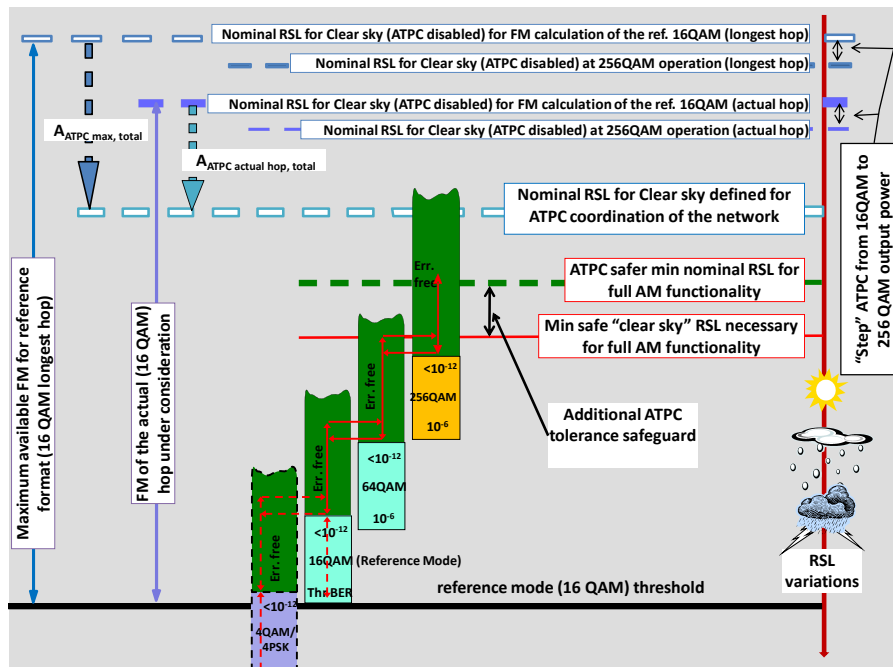 Nominal RSL for Clear sky (ATPC disabled) for FM calculation of the ref. 16QAM (longest hop)
Nominal RSL for Clear sky (ATPC disabled) at 256QAM operation (longest hop)
Nominal RSL for Clear sky (ATPC disabled) for FM calculation of the ref. 16QAM (actual hop)
Nominal RSL for Clear sky (ATPC disabled) at 256QAM operation (actual hop)
A ATPC max, total
A ATPC actual hop, total
Nominal RSL for Clear sky defined for
ATPC coordination of the network
ATPC safer min nominal RSL for
full AM functionality
Min safe “clear sky” RSL necessary
for full AM functionality
“Step” ATPC from 16QAM to
256 QAM output power
Maximum available FM for reference
format (16 QAM longest hop)
FM of the actual (16 QAM)
hop under consideration
Err.
free
<10-12
256QAM
10-6
Additional ATPC
tolerance safeguard
Err. free
<10-12
64QAM
10-6
Err. free
<10-12
16QAM (Reference Mode)
Thr BER
Err. free
<10-12
4QAM/
4PSK
reference mode (16 QAM) threshold
RSL
variations